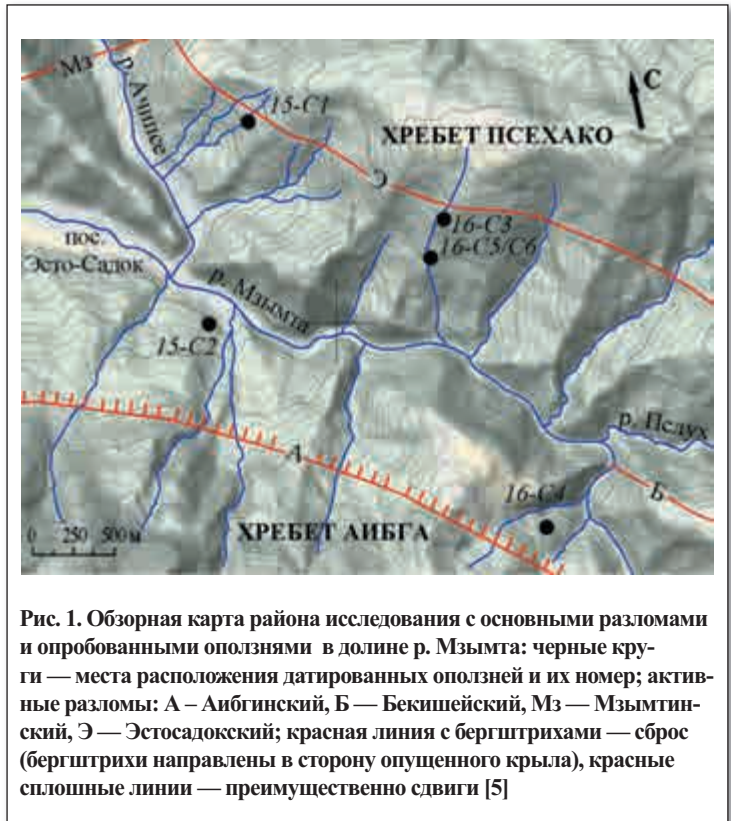 Мз
р. Ачипсе
15-С1
С
ХРЕБЕТ ПСЕХАКО
Э
16-С3
16-С5/С6
пос.
Эсто-Садок
р. Мзымта
15-С2
А
р. Пслух
Б
16-С4
ХРЕБЕТ АИБГА
0 250 500м
Рис. 1. Обзорная карта района исследования с основными разломами
и опробованными оползнями в долине р. Мзымта: черные кру-
ги — места расположения датированных оползней и их номер; актив-
ные разломы: А – Аибгинский, Б — Бекишейский, Мз — Мзымтин-
ский, Э — Эстосадокский; красная линия с бергштрихами — сброс
(бергштрихи направлены в сторону опущенного крыла), красные
сплошные линии — преимущественно сдвиги [5]